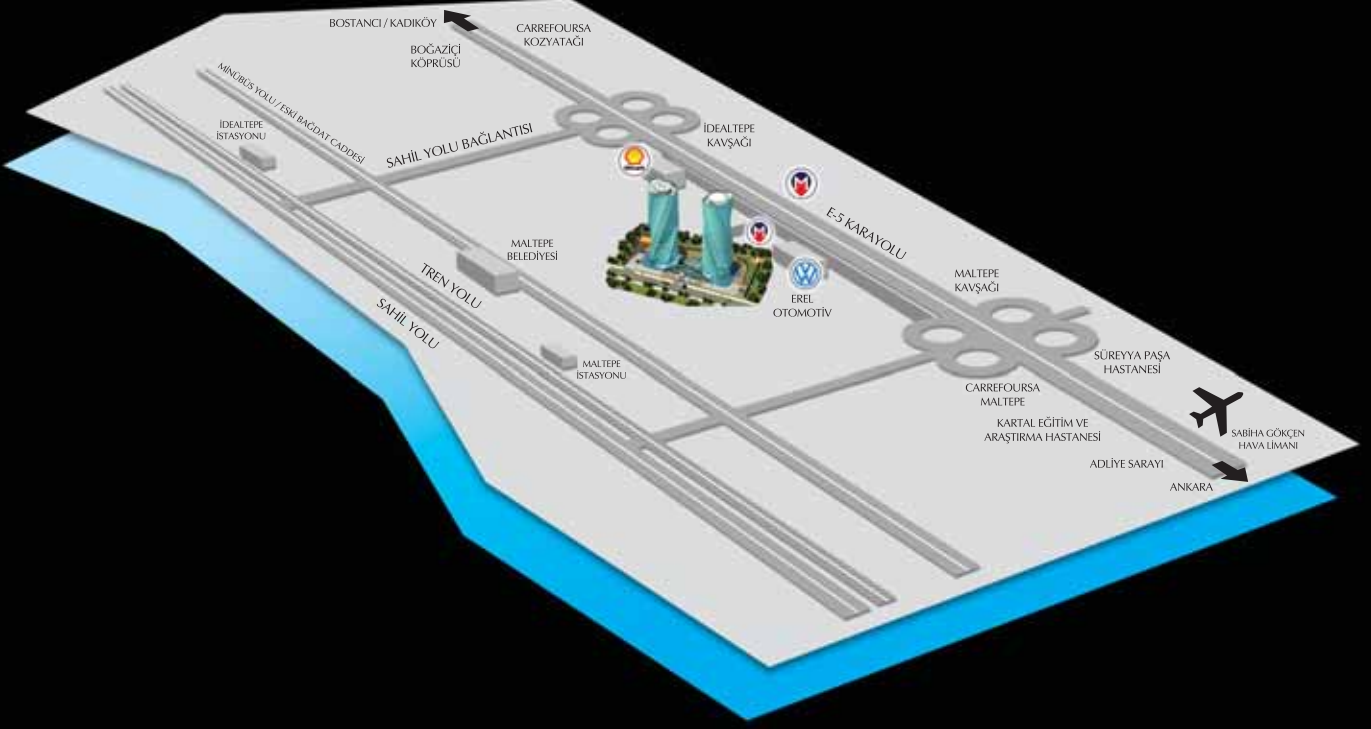 BOSTANCI / KADIKÖY
CARREFOURSA
KOZYATAĞI
BOĞAZİÇİ
KÖPRÜSÜ
MİNÜBÜS YOLU / ESKİ BAĞDAT CADDESİ
İDEALTEPE
İSTASYONU
SAHİL YOLU BAĞLANTISI
İDEALTEPE
KAVŞAĞI
E-5 KARAYOLU
MALTEPE
BELEDİYESİ
TREN YOLU
SAHİL YOLU
EREL
OTOMOTİV
MALTEPE
KAVŞAĞI
MALTEPE
İSTASYONU
SÜREYYA PAŞA
HASTANESİ
CARREFOURSA
MALTEPE
KARTAL EĞİTİM VE
ARAŞTIRMA HASTANESİ
SABİHA GÖKÇEN
HAVA LİMANI
ADLİYE SARAYI
ANKARA